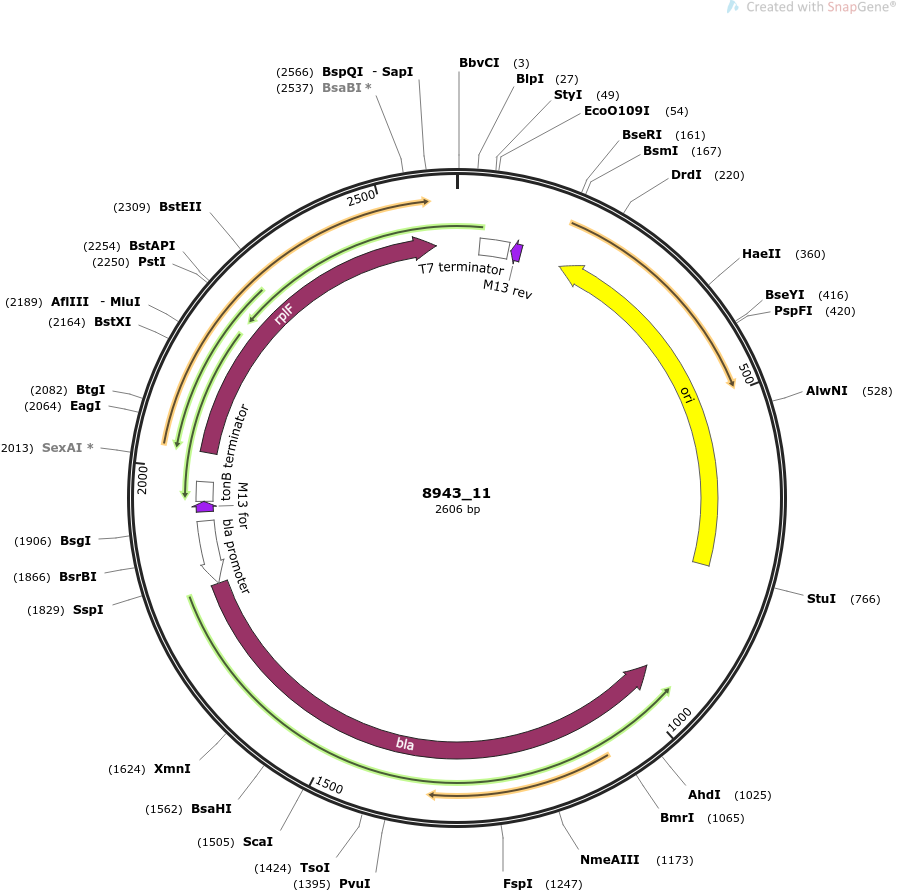 Created with SnapGene®
BbvCI (3)
BlpI (27)
StyI (49)
EcoO109I (54)
BseRI (161)
BsmI (167)
DrdI (220)
HaeII (360)
BseYI (416)
PspFI (420)
500
AlwNI (528)
StuI (766)
1000
AhdI (1025)
BmrI (1065)
NmeAIII (1173)
FspI (1247)
(1395) PvuI
(1424) TsoI
1500
(1505) ScaI
(1562) BsaHI
(1624) XmnI
(1829) SspI
(1866) BsrBI
(1906) BsgI
2000
2013) SexAI *
(2064) EagI
(2082) BtgI
(2164) BstXI
(2189) AflIII - MluI
(2250) PstI
(2254) BstAPI
(2309) BstEII
2500
(2537) BsaBI *
(2566) BspQI - SapI
T7 terminator
M13 rev
ori
rplF
tonB terminator
M13 for
bla promoter
bla
8943_11
2606 bp